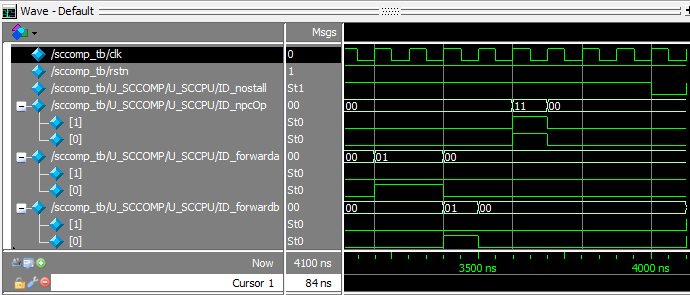 Wave - Default
Msgs
/sccomp_tb/clk 0
/sccomp_tb/rstn 1
/sccomp_tb/U_SCCOMP/U_SCCPU/ID_nostall St1
/sccomp_tb/U_SCCOMP/U_SCCPU/ID_npcOp 00 00 11 00
[1] St0
[0] St0
/sccomp_tb/U_SCCOMP/U_SCCPU/ID_forwarda 00 00 01 00
[1] St0
[0] St0
/sccomp_tb/U_SCCOMP/U_SCCPU/ID_forwardb 00 00 01 00
[1] St0
[0] St0
Now 4100 ns 3500 ns 4000 ns
Cursor 1 84 ns